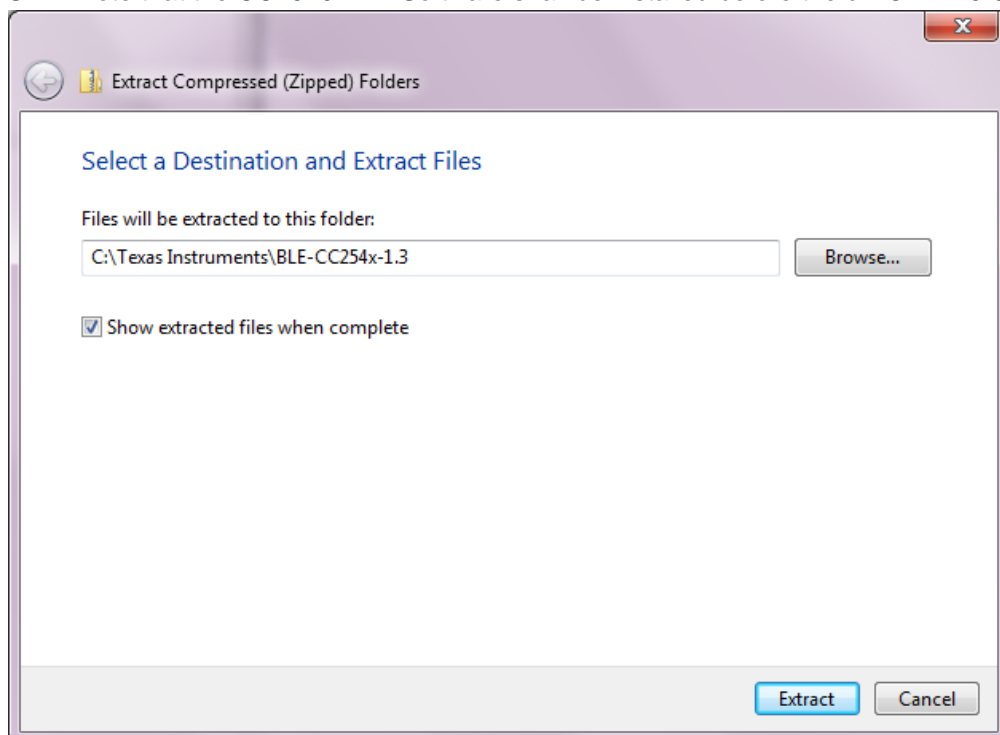 Extract Compressed (Zipped) Folders
Select a Destination and Extract Files
Files will be extracted to this folder:
C:\Texas Instruments\BLE-CC254x-1.3
Browse...
Show extracted files when complete
Extract
Cancel